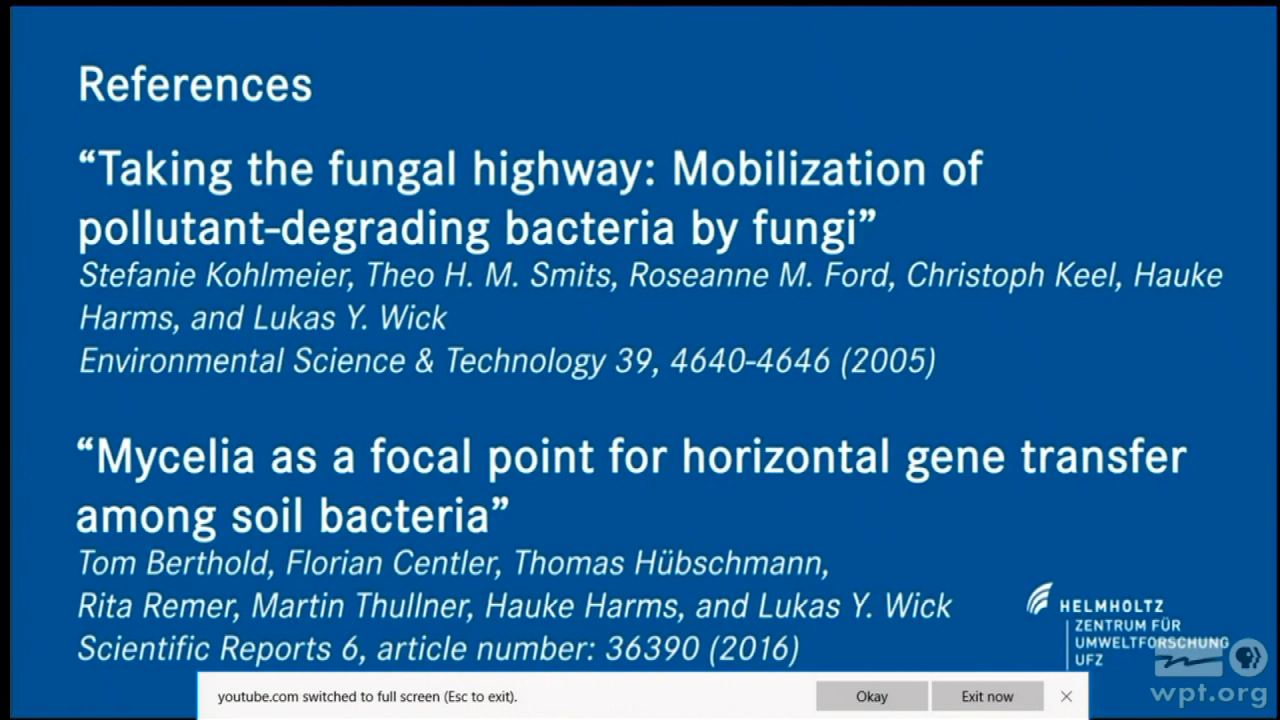 References
“Taking the fungal highway: Mobilization of
pollutant-degrading bacteria by fungi”
Stefanie Kohlmeier, Theo H. M. Smits, Roseanne M. Ford, Christoph Keel, Hauke
Harms, and Lukas Y. Wick
Environmental Science & Technology 39, 4640-4646 (2005)
“Mycelia as a focal point for horizontal gene transfer
among soil bacteria”
Tom Berthold, Florian Centler, Thomas Hübschmann,
Rita Remer, Martin Thullner, Hauke Harms, and Lukas Y. Wick
Scientific Reports 6, article number: 36390 (2016)
HELMHOLTZ
ZENTRUM FÜR
UMWELTFORSCHUNG
UFZ
wpt.org
youtube.com switched to full screen (Esc to exit).
Okay
Exit now